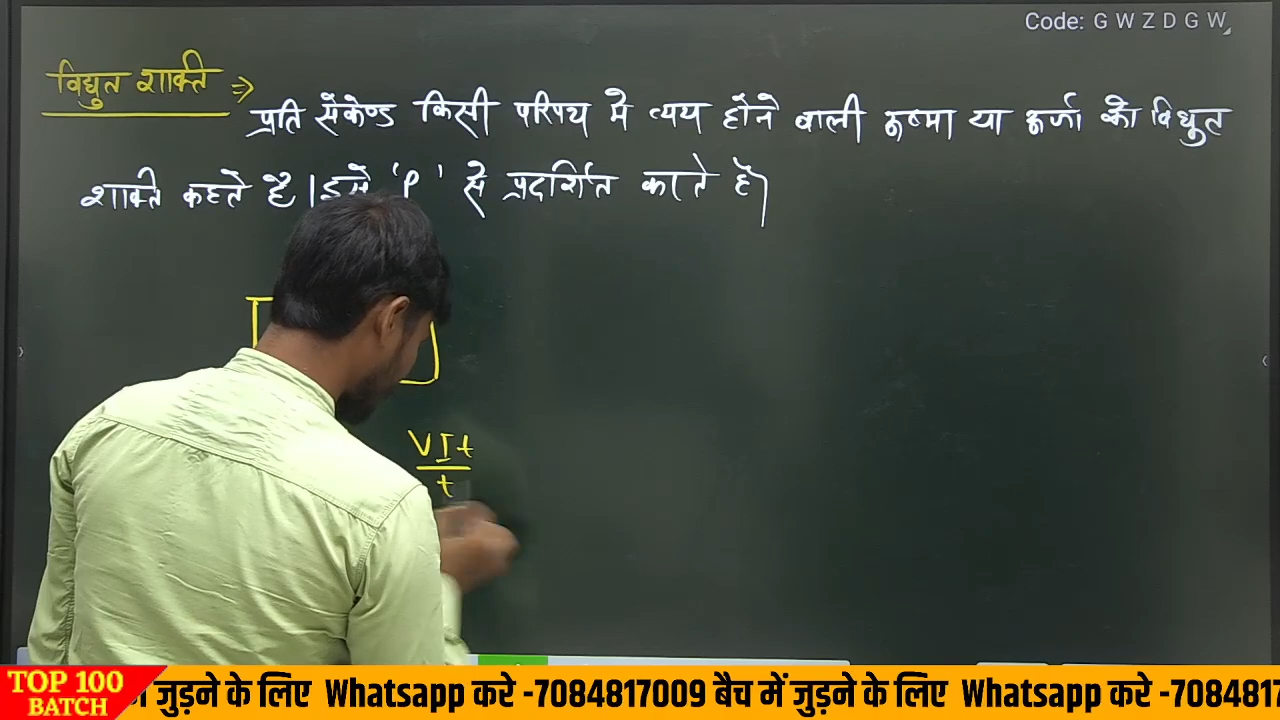 Code: G W Z D G W
विद्युत शक्ति ⇒
प्रति सेकेण्ड किसी परिपथ मे व्यय होने वाली ऊष्मा या ऊर्जा को विद्युत
शक्ति कहते है। इसे 'P' से प्रदर्शित करते है।
VIt
t
TOP 100
BATCH
जुड़ने के लिए Whatsapp करे -7084817009 बैच में जुड़ने के लिए Whatsapp करे -708481